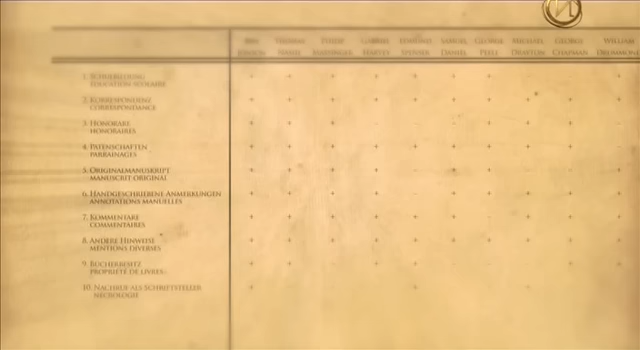 Ben Thomas Philip Gabriel Edmund Samuel George Michael George William
Jonson Nashe Massinger Harvey Spenser Daniel Peele Drayton Chapman Drummond
1. Schulbildung
Education scolaire
2. Korrespondenz
Correspondance
3. Honorare
Honoraires
4. Patenschaften
Parrainages
5. Originalmanuskript
Manuscrit original
6. Handgeschriebene Anmerkungen
Annotations manuelles
7. Kommentare
Commentaires
8. Andere Hinweise
Mentions diverses
9. Bücherbesitz
Propriété de livres
10. Nachruf als Schriftsteller
Nécrologie